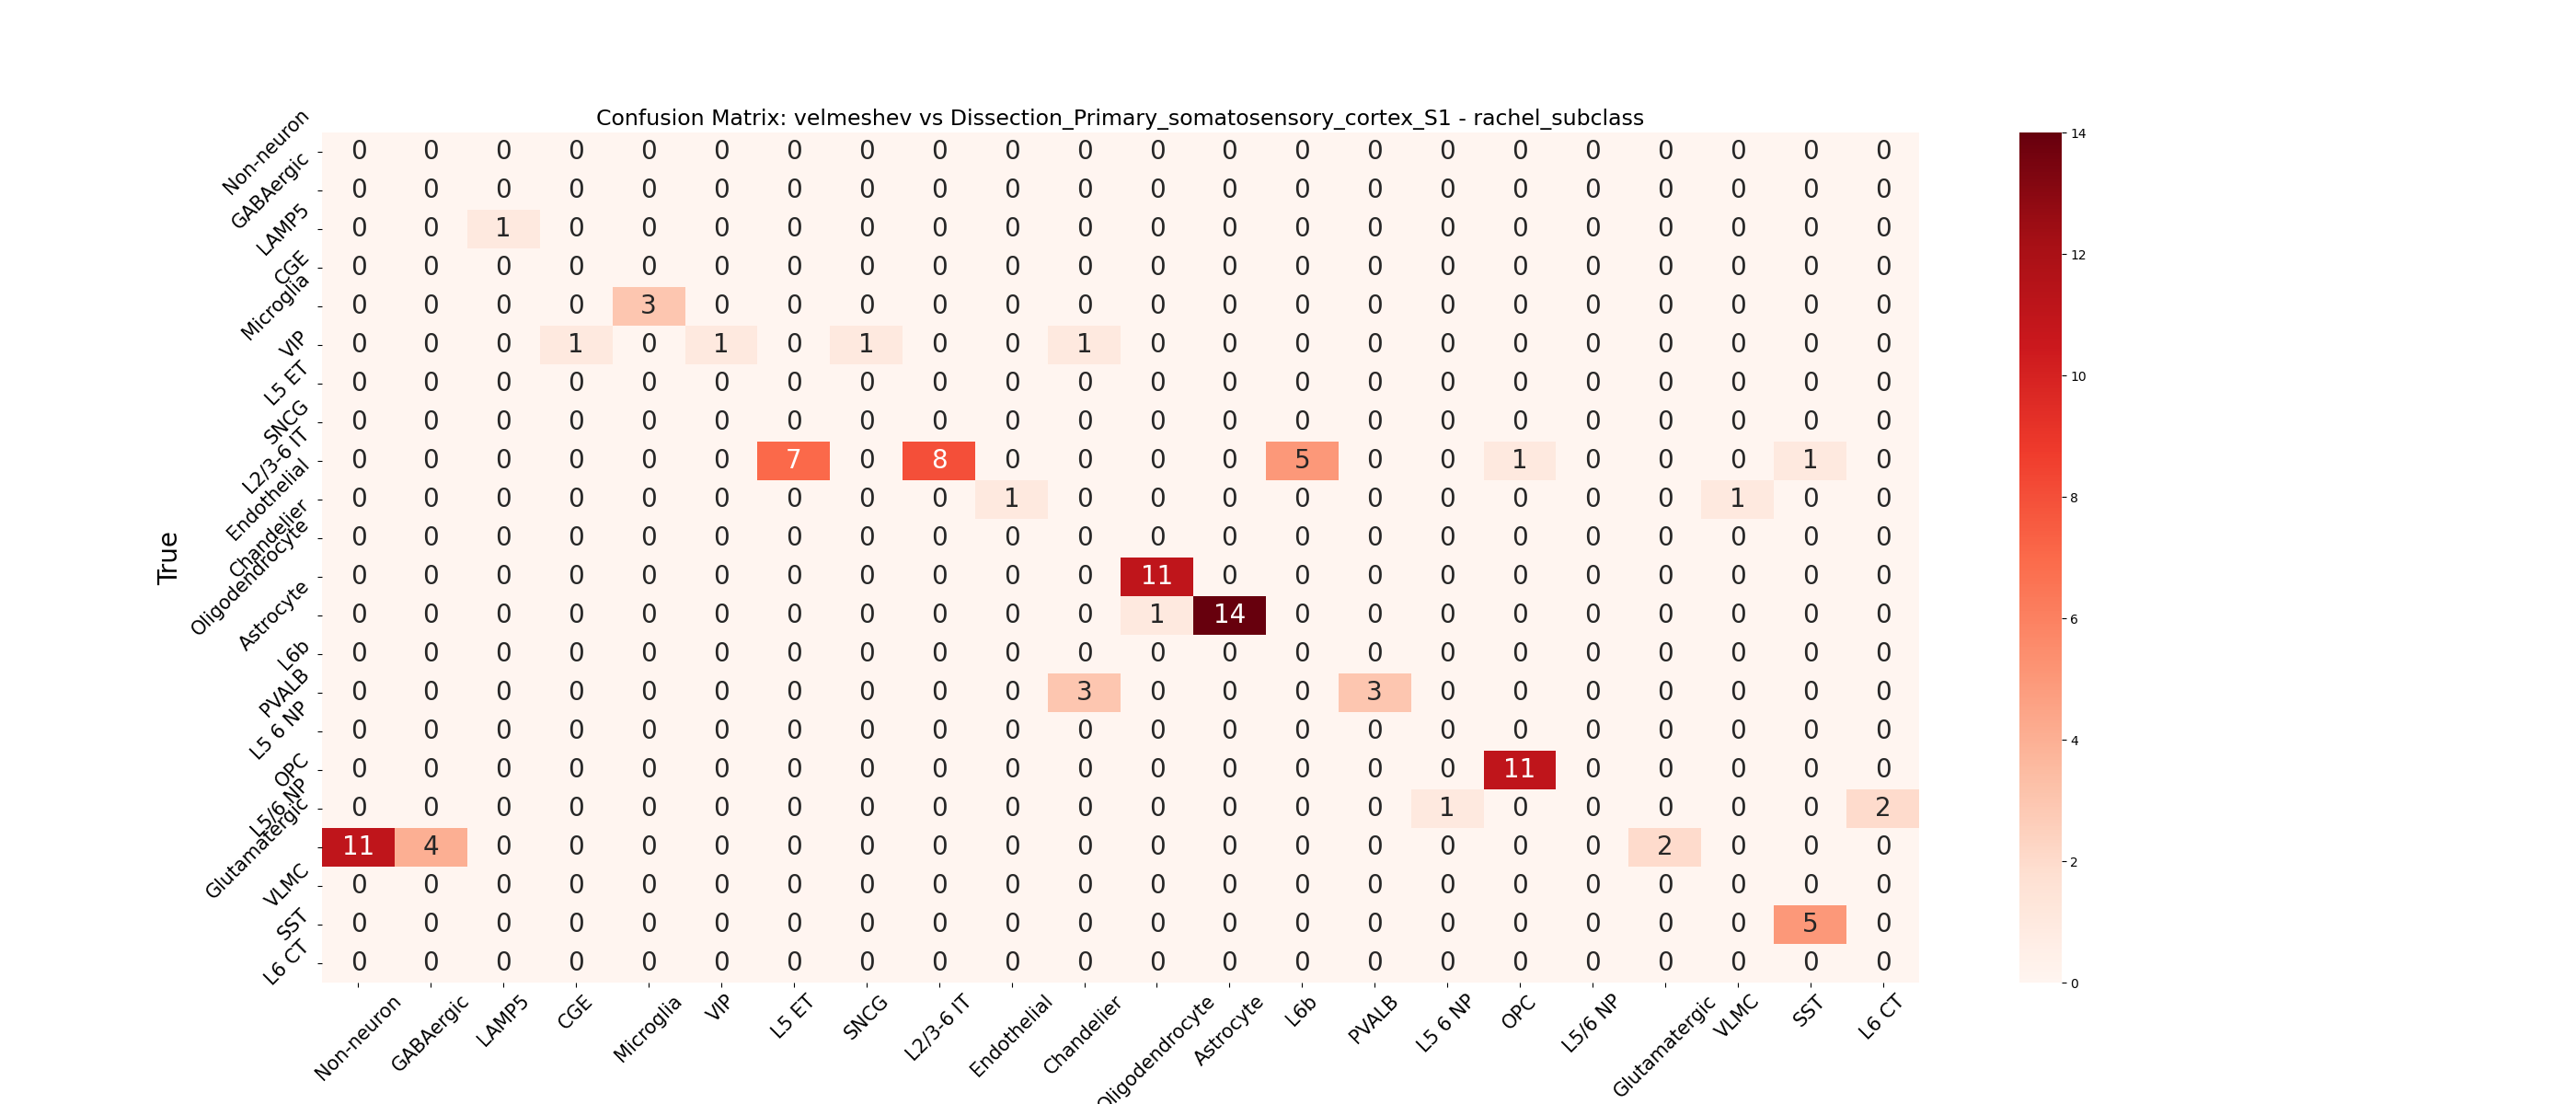 Confusion Matrix: velmeshev vs Dissection_Primary_somatosensory_cortex_S1 - rachel_subclass
True
Non-neuron 0 0 0 0 0 0 0 0 0 0 0 0 0 0 0 0 0 0 0 0 0 0
GABAergic 0 0 0 0 0 0 0 0 0 0 0 0 0 0 0 0 0 0 0 0 0 0
LAMP5 0 0 1 0 0 0 0 0 0 0 0 0 0 0 0 0 0 0 0 0 0 0
CGE 0 0 0 0 0 0 0 0 0 0 0 0 0 0 0 0 0 0 0 0 0 0
Microglia 0 0 0 0 3 0 0 0 0 0 0 0 0 0 0 0 0 0 0 0 0 0
VIP 0 0 0 1 0 1 0 1 0 0 1 0 0 0 0 0 0 0 0 0 0 0
L5 ET 0 0 0 0 0 0 0 0 0 0 0 0 0 0 0 0 0 0 0 0 0 0
SNCG 0 0 0 0 0 0 0 0 0 0 0 0 0 0 0 0 0 0 0 0 0 0
L2/3-6 IT 0 0 0 0 0 0 7 0 8 0 0 0 0 5 0 0 1 0 0 0 1 0
Endothelial 0 0 0 0 0 0 0 0 0 1 0 0 0 0 0 0 0 0 0 1 0 0
Chandelier 0 0 0 0 0 0 0 0 0 0 0 0 0 0 0 0 0 0 0 0 0 0
Oligodendrocyte 0 0 0 0 0 0 0 0 0 0 0 11 0 0 0 0 0 0 0 0 0 0
Astrocyte 0 0 0 0 0 0 0 0 0 0 0 1 14 0 0 0 0 0 0 0 0 0
L6b 0 0 0 0 0 0 0 0 0 0 0 0 0 0 0 0 0 0 0 0 0 0
PVALB 0 0 0 0 0 0 0 0 0 0 3 0 0 0 3 0 0 0 0 0 0 0
L5 6 NP 0 0 0 0 0 0 0 0 0 0 0 0 0 0 0 0 0 0 0 0 0 0
OPC 0 0 0 0 0 0 0 0 0 0 0 0 0 0 0 0 11 0 0 0 0 0
L5/6 NP 0 0 0 0 0 0 0 0 0 0 0 0 0 0 0 1 0 0 0 0 0 2
Glutamatergic 11 4 0 0 0 0 0 0 0 0 0 0 0 0 0 0 0 0 2 0 0 0
VLMC 0 0 0 0 0 0 0 0 0 0 0 0 0 0 0 0 0 0 0 0 0 0
SST 0 0 0 0 0 0 0 0 0 0 0 0 0 0 0 0 0 0 0 0 5 0
L6 CT 0 0 0 0 0 0 0 0 0 0 0 0 0 0 0 0 0 0 0 0 0 0
Non-neuron GABAergic LAMP5 CGE Microglia VIP L5 ET SNCG L2/3-6 IT Endothelial Chandelier Oligodendrocyte Astrocyte L6b PVALB L5 6 NP OPC L5/6 NP Glutamatergic VLMC SST L6 CT
14
12
10
8
6
4
2
0